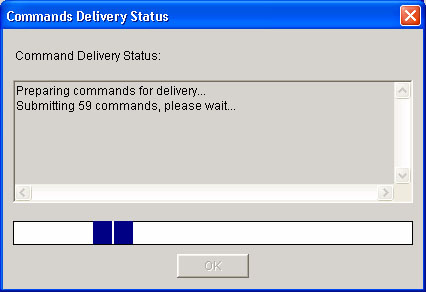 Commands Delivery Status
Command Delivery Status:
Preparing commands for delivery...
Submitting 59 commands, please wait...
OK